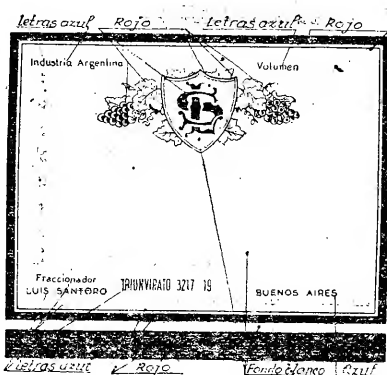 Letras azul Rojo Letras azul Rojo
Industria Argentina Volumen
Fraccionador
LUIS SANTORO TRIUNVIRATO 3217 19 BUENOS AIRES
Letras azul Rojo Fondo blanco Azul